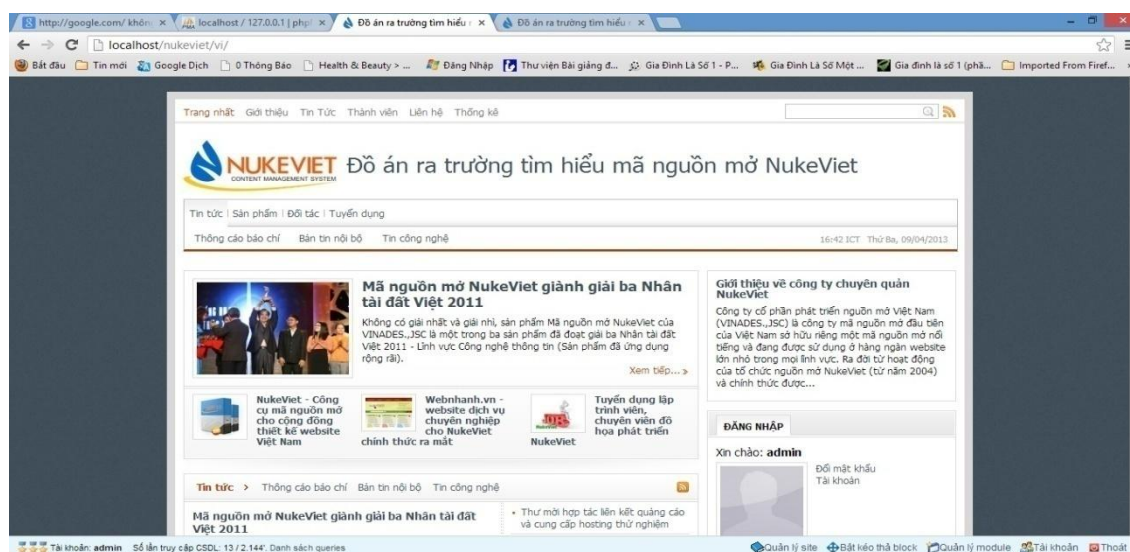 http://google.com/ khôn
localhost / 127.0.0.1 | php
Đồ án ra trường tìm hiểu
Đồ án ra trường tìm hiểu
localhost/nukeviet/vi/
Bắt đầu Tin mới Google Dịch 0 Thông Báo Health & Beauty > ... Đăng Nhập Thư viện Bài giảng đ... Gia Đình Là Số 1 - P... Gia Đình Là Số Một ... Gia đình là số 1 (phầ... Imported From Firef...
Trang nhất Giới thiệu Tin Tức Thành viên Liên hệ Thống kê
NUKEVIET
CONTENT MANAGEMENT SYSTEM
Đồ án ra trường tìm hiểu mã nguồn mở NukeViet
Tin tức | Sản phẩm | Đối tác | Tuyển dụng
Thông cáo báo chí Bản tin nội bộ Tin công nghệ
16:42 ICT Thứ Ba, 09/04/2013
Mã nguồn mở NukeViet giành giải ba Nhân
tài đất Việt 2011
Không có giải nhất và giải nhì, sản phẩm Mã nguồn mở NukeViet của
VINADES.,JSC là một trong ba sản phẩm đã đoạt giải ba Nhân tài đất
Việt 2011 - Lĩnh vực Công nghệ thông tin (Sản phẩm đã ứng dụng
rộng rãi).
Xem tiếp...
NukeViet - Công
cụ mã nguồn mở
cho cộng đồng
thiết kế website
Việt Nam
Webnhanh.vn -
website dịch vụ
chuyên nghiệp
cho NukeViet
chính thức ra mắt
Tuyển dụng lập
trình viên,
chuyên viên đồ
họa phát triển
NukeViet
Giới thiệu về công ty chuyên quản
NukeViet
Công ty cổ phần phát triển nguồn mở Việt Nam
(VINADES.,JSC) là công ty mã nguồn mở đầu tiên
của Việt Nam sở hữu riêng một mã nguồn mở nổi
tiếng và đang được sử dụng ở hàng ngàn website
lớn nhỏ trong mọi lĩnh vực. Ra đời từ hoạt động
của tổ chức nguồn mở NukeViet (từ năm 2004)
và chính thức được...
ĐĂNG NHẬP
Xin chào: admin
Đổi mật khẩu
Tài khoản
Tin tức > Thông cáo báo chí Bản tin nội bộ Tin công nghệ
Mã nguồn mở NukeViet giành giải ba Nhân tài đất
Việt 2011
Thư mời hợp tác liên kết quảng cáo
và cung cấp hosting thử nghiệm
Tài khoản: admin Số lần truy cập CSDL: 13 / 2.144'. Danh sách queries
Quản lý site Bật kéo thả block Quản lý module Tài khoản Thoát